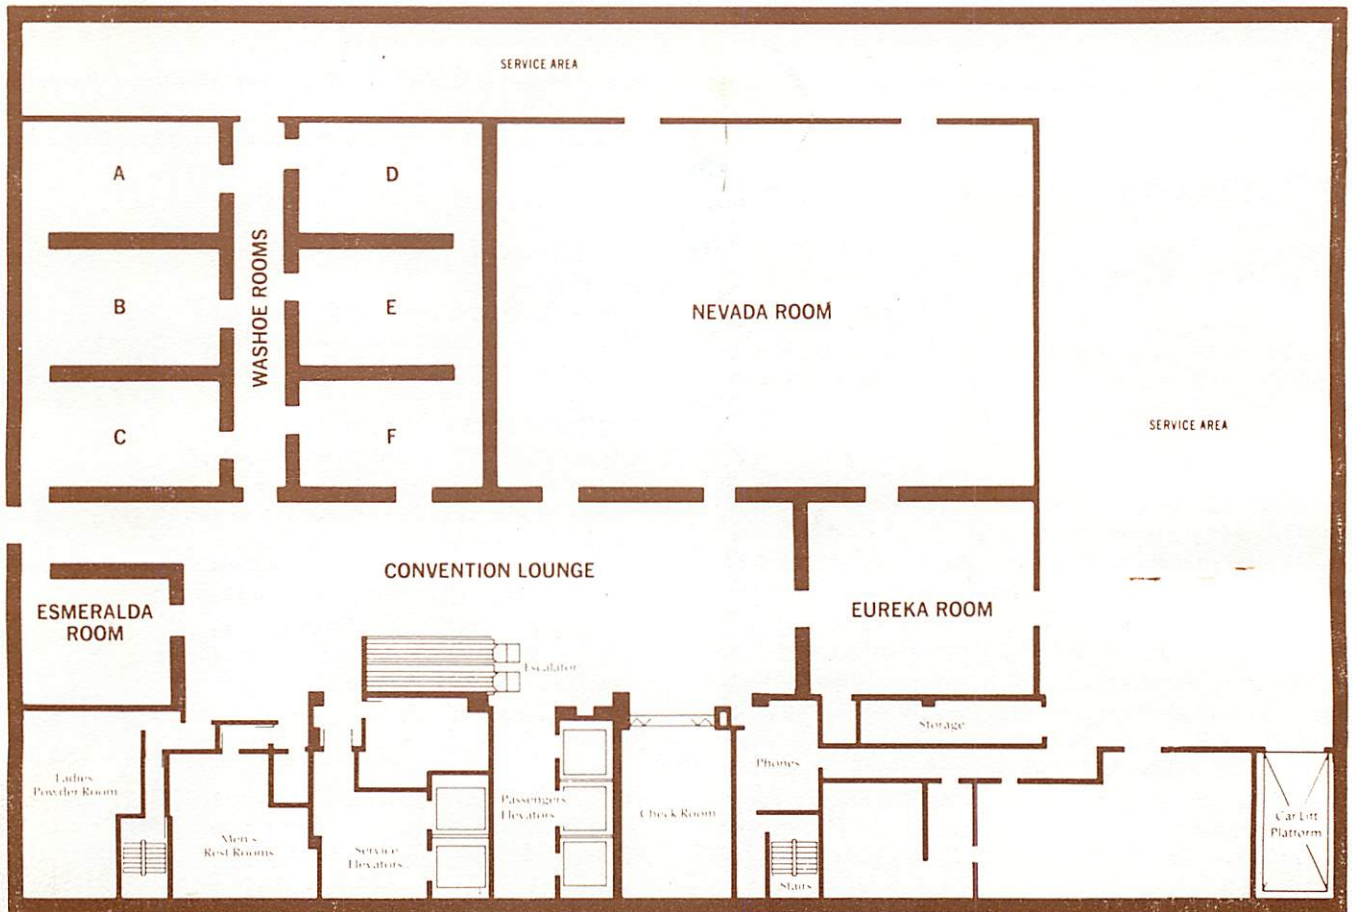 SERVICE AREA
A
D
WASHOE ROOMS
B
E
NEVADA ROOM
C
F
SERVICE AREA
CONVENTION LOUNGE
ESMERALDA
ROOM
EUREKA ROOM
Escalator
Storage
Ladies
Powder Room
Phones
Passengers
Elevators
Check Room
Men's
Rest Rooms
Service
Elevators
Car Lift
Platform
Stairs